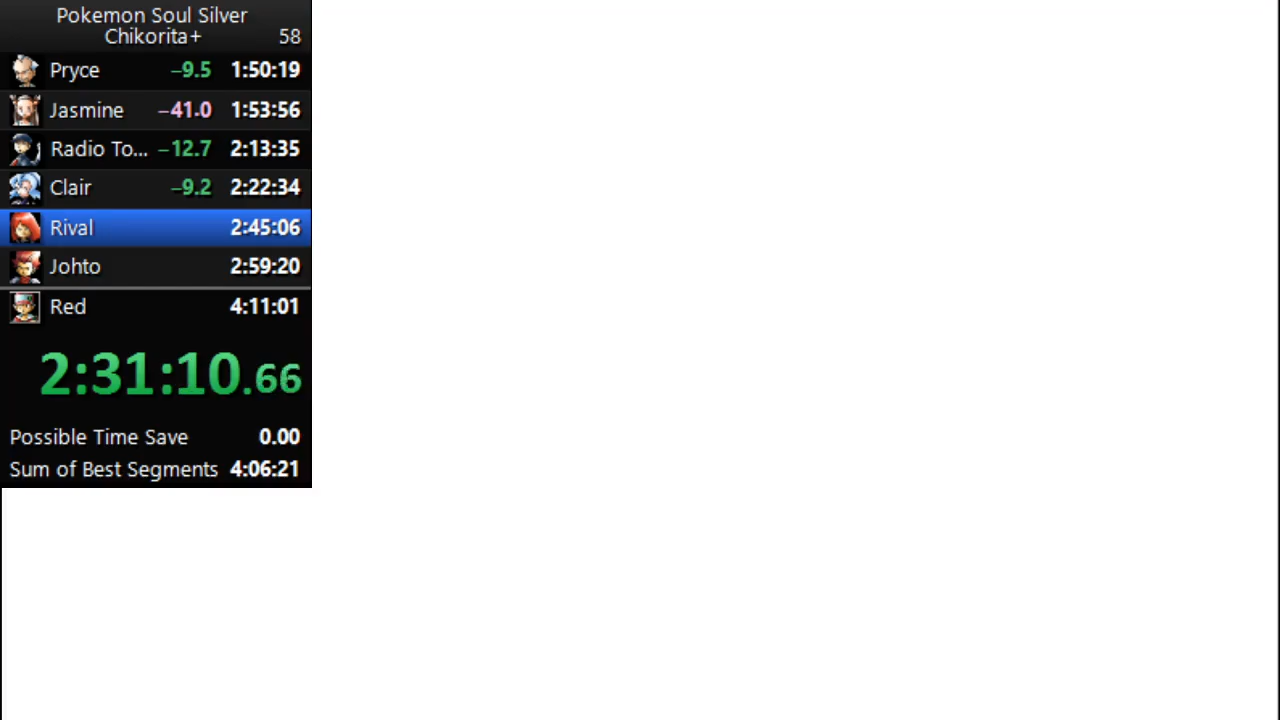 Pokemon Soul Silver
Chikorita+ 58
Pryce −9.5 1:50:19
Jasmine −41.0 1:53:56
Radio To... −12.7 2:13:35
Clair −9.2 2:22:34
Rival 2:45:06
Johto 2:59:20
Red 4:11:01
2:31:10.66
Possible Time Save 0.00
Sum of Best Segments 4:06:21